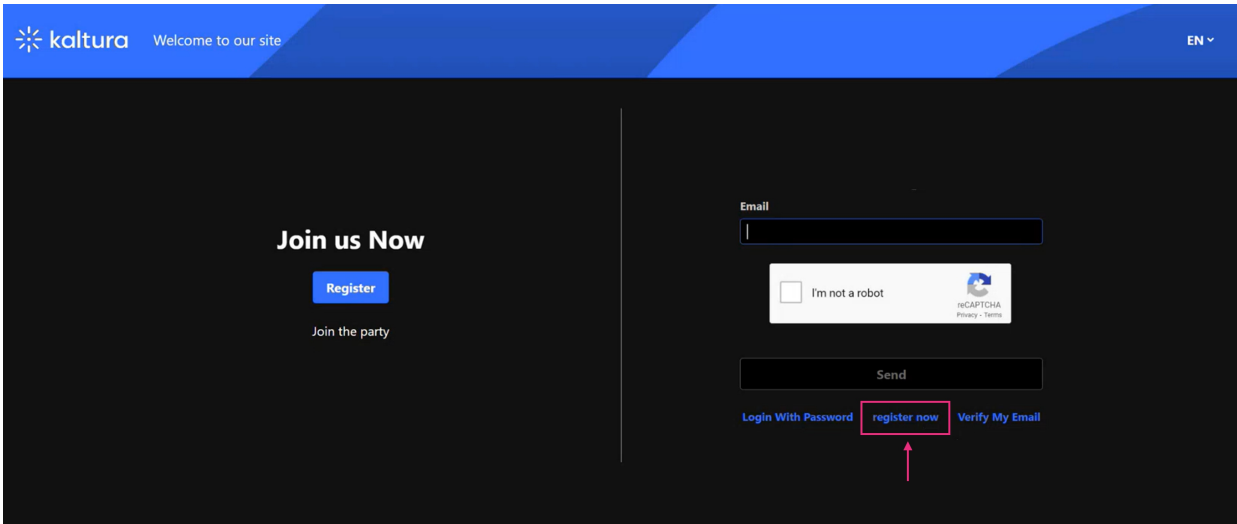 kaltura Welcome to our site EN
Join us Now
Register
Join the party
Email
I'm not a robot
reCAPTCHA
Privacy - Terms
Send
Login With Password register now Verify My Email